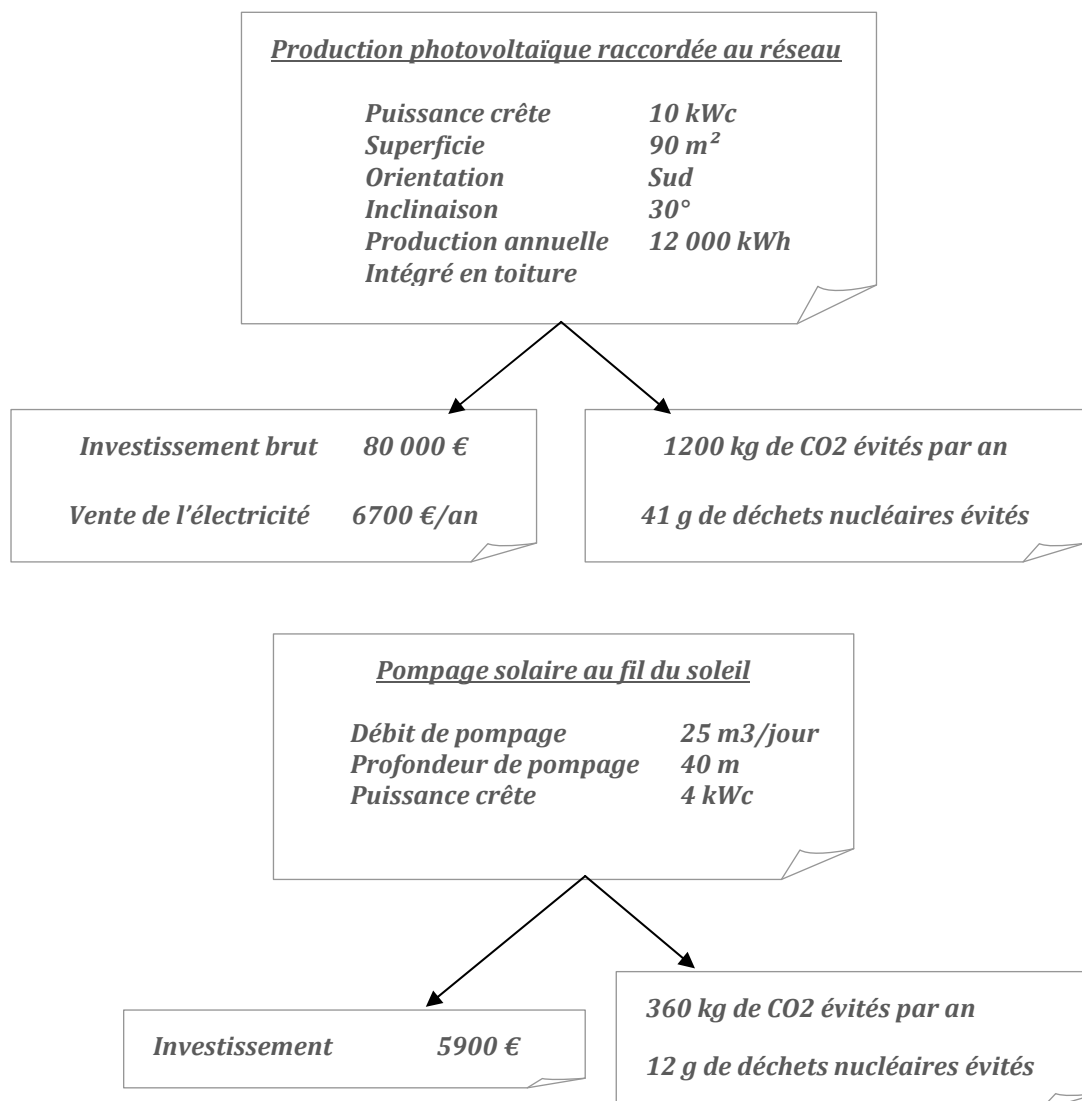 Production photovoltaïque raccordée au réseau
Puissance crête 10 kWc
Superficie 90 m²
Orientation Sud
Inclinaison 30°
Production annuelle 12 000 kWh
Intégré en toiture
Investissement brut 80 000 €
Vente de l'électricité 6700 €/an
1200 kg de CO2 évités par an
41 g de déchets nucléaires évités
Pompage solaire au fil du soleil
Débit de pompage 25 m3/jour
Profondeur de pompage 40 m
Puissance crête 4 kWc
Investissement 5900 €
360 kg de CO2 évités par an
12 g de déchets nucléaires évités